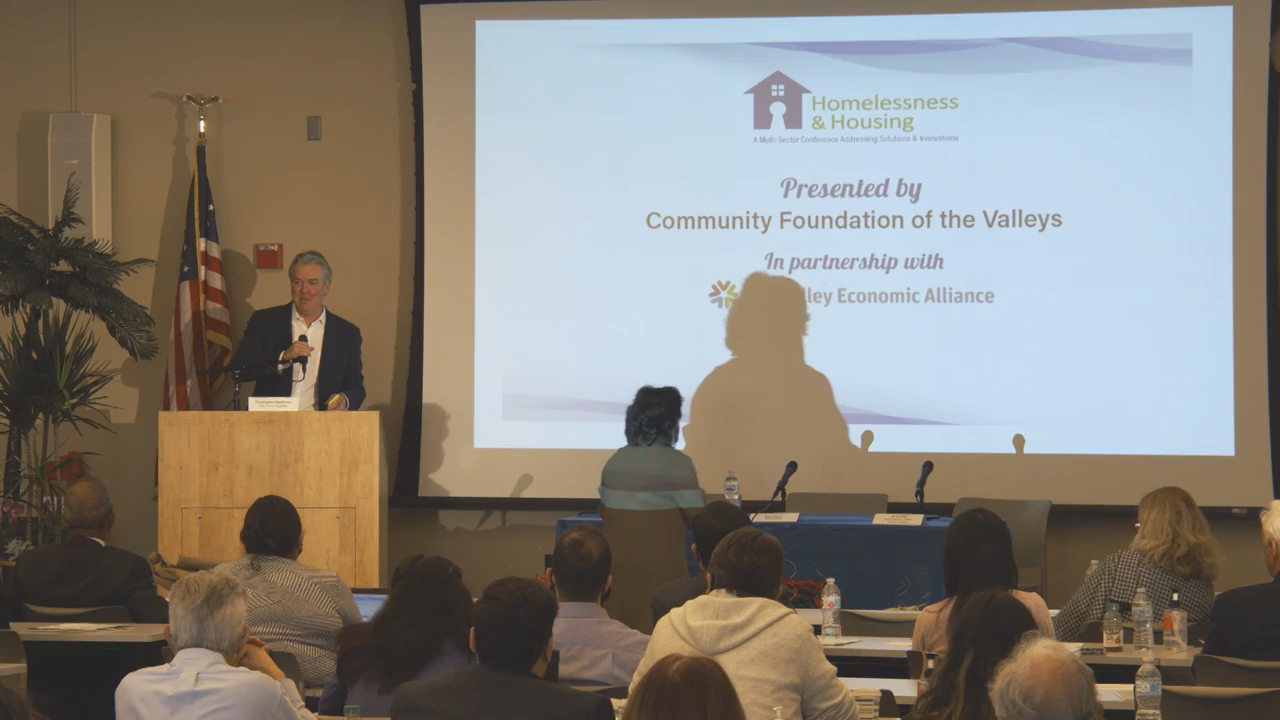 Homelessness
& Housing
A Multi-Sector Conference Addressing Solutions & Innovations
Presented by
Community Foundation of the Valleys
In partnership with
lley Economic Alliance